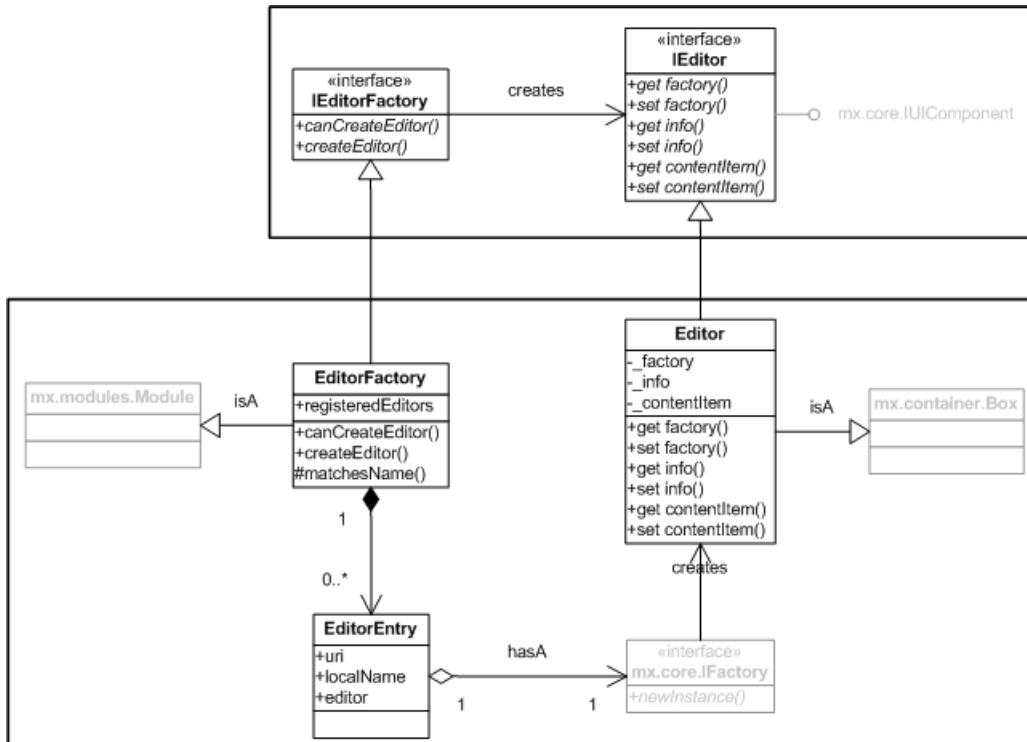 «interface»
IEditorFactory
+canCreateEditor()
+createEditor()
creates
«interface»
IEditor
+get factory()
+set factory()
+get info()
+set info()
+get contentItem()
+set contentItem()
mx.core.IUIComponent
mx.modules.Module
isA
EditorFactory
+registeredEditors
+canCreateEditor()
+createEditor()
#matchesName()
Editor
-_factory
-_info
-_contentItem
+get factory()
+set factory()
+get info()
+set info()
+get contentItem()
+set contentItem()
isA
mx.container.Box
1
0..*
creates
EditorEntry
+uri
+localName
+editor
hasA
1
1
«interface»
mx.core.IFactory
+newInstance()